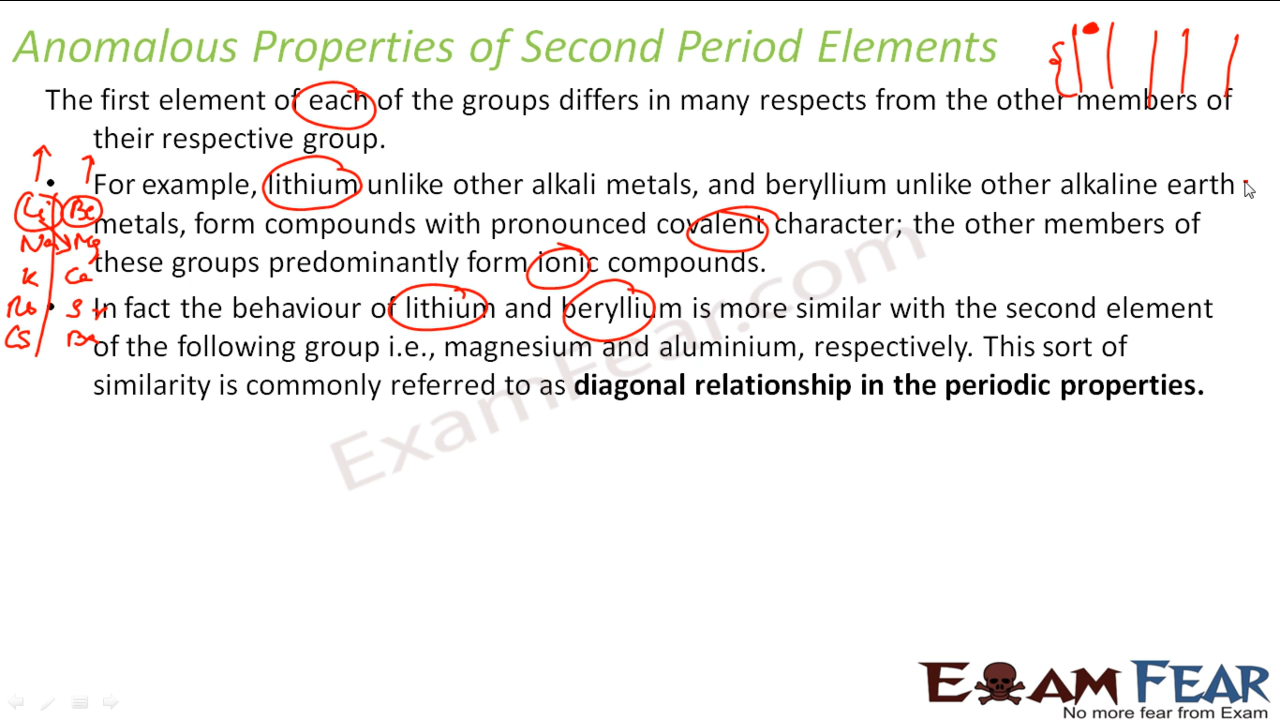 Anomalous Properties of Second Period Elements
The first element of each of the groups differs in many respects from the other members of
their respective group.
• For example, lithium unlike other alkali metals, and beryllium unlike other alkaline earth
metals, form compounds with pronounced covalent character; the other members of
these groups predominantly form ionic compounds.
• In fact the behaviour of lithium and beryllium is more similar with the second element
of the following group i.e., magnesium and aluminium, respectively. This sort of
similarity is commonly referred to as diagonal relationship in the periodic properties.
Li Be
Na Mg
K Ca
Rb Sr
Cs Ba
ExamFear.com
EXAM FEAR
No more fear from Exam